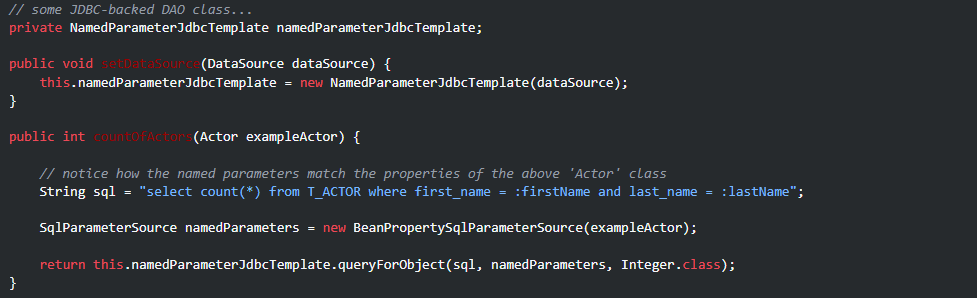 // some JDBC-backed DAO class...
private NamedParameterJdbcTemplate namedParameterJdbcTemplate;
public void setDataSource(DataSource dataSource) {
this.namedParameterJdbcTemplate = new NamedParameterJdbcTemplate(dataSource);
}
public int countOfActors(Actor exampleActor) {
// notice how the named parameters match the properties of the above 'Actor' class
String sql = "select count(*) from T_ACTOR where first_name = :firstName and last_name = :lastName";
SqlParameterSource namedParameters = new BeanPropertySqlParameterSource(exampleActor);
return this.namedParameterJdbcTemplate.queryForObject(sql, namedParameters, Integer.class);
}